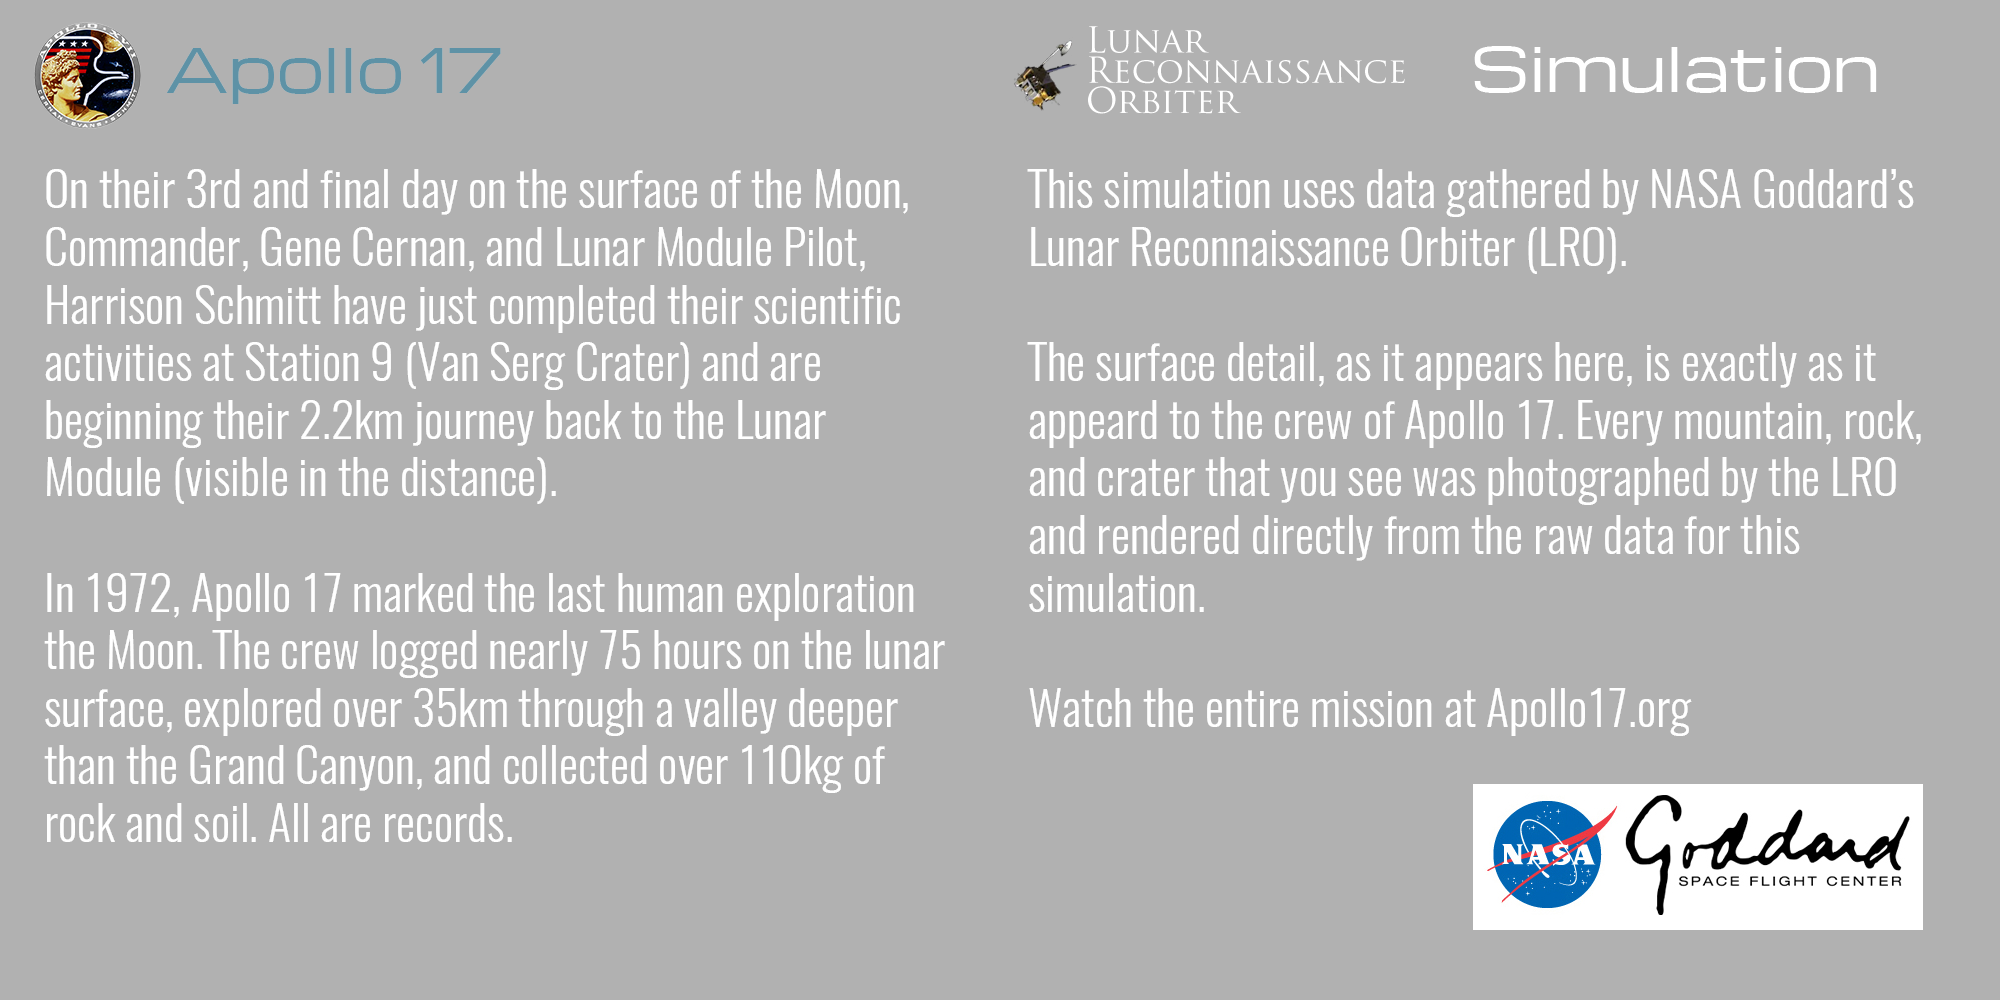 APOLLO XVII
CERNAN EVANS SCHMITT
Apollo 17
On their 3rd and final day on the surface of the Moon,
Commander, Gene Cernan, and Lunar Module Pilot,
Harrison Schmitt have just completed their scientific
activities at Station 9 (Van Serg Crater) and are
beginning their 2.2km journey back to the Lunar
Module (visible in the distance).
In 1972, Apollo 17 marked the last human exploration
the Moon. The crew logged nearly 75 hours on the lunar
surface, explored over 35km through a valley deeper
than the Grand Canyon, and collected over 110kg of
rock and soil. All are records.
LUNAR
RECONNAISSANCE
ORBITER
Simulation
This simulation uses data gathered by NASA Goddard’s
Lunar Reconnaissance Orbiter (LRO).
The surface detail, as it appears here, is exactly as it
appeard to the crew of Apollo 17. Every mountain, rock,
and crater that you see was photographed by the LRO
and rendered directly from the raw data for this
simulation.
Watch the entire mission at Apollo17.org
NASA
Goddard
SPACE FLIGHT CENTER